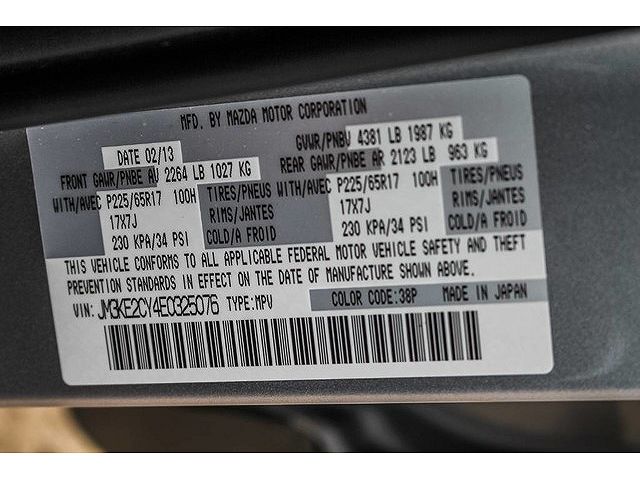 MFD. BY MAZDA MOTOR CORPORATION
DATE 02/13 GVWR/PNBV 4381 LB 1987 KG
FRONT GAWR/PNBE AV 2264 LB 1027 KG REAR GAWR/PNBE AR 2123 LB 963 KG
WITH/AVEC P225/65R17 100H TIRES/PNEUS WITH/AVEC P225/65R17 100H TIRES/PNEUS
17X7J RIMS/JANTES 17X7J RIMS/JANTES
230 KPA/34 PSI COLD/A FROID 230 KPA/34 PSI COLD/A FROID
THIS VEHICLE CONFORMS TO ALL APPLICABLE FEDERAL MOTOR VEHICLE SAFETY AND THEFT
PREVENTION STANDARDS IN EFFECT ON THE DATE OF MANUFACTURE SHOWN ABOVE.
VIN: JM3KE2CY4E0325076 TYPE:MPV COLOR CODE:38P MADE IN JAPAN